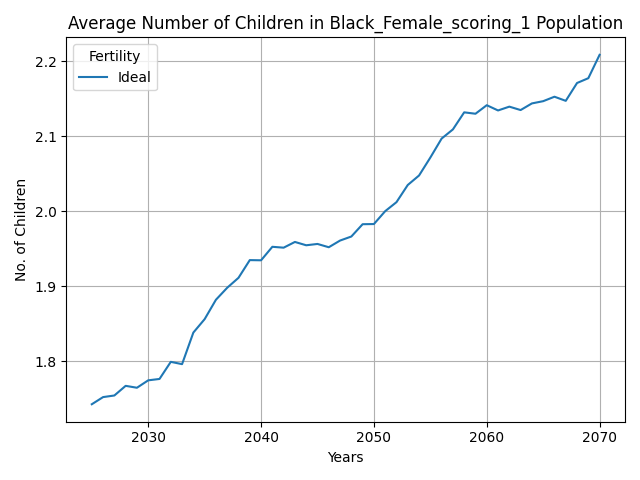 Average Number of Children in Black_Female_scoring_1 Population
Fertility
Ideal
No. of Children
2.2
2.1
2.0
1.9
1.8
2030 2040 2050 2060 2070
Years